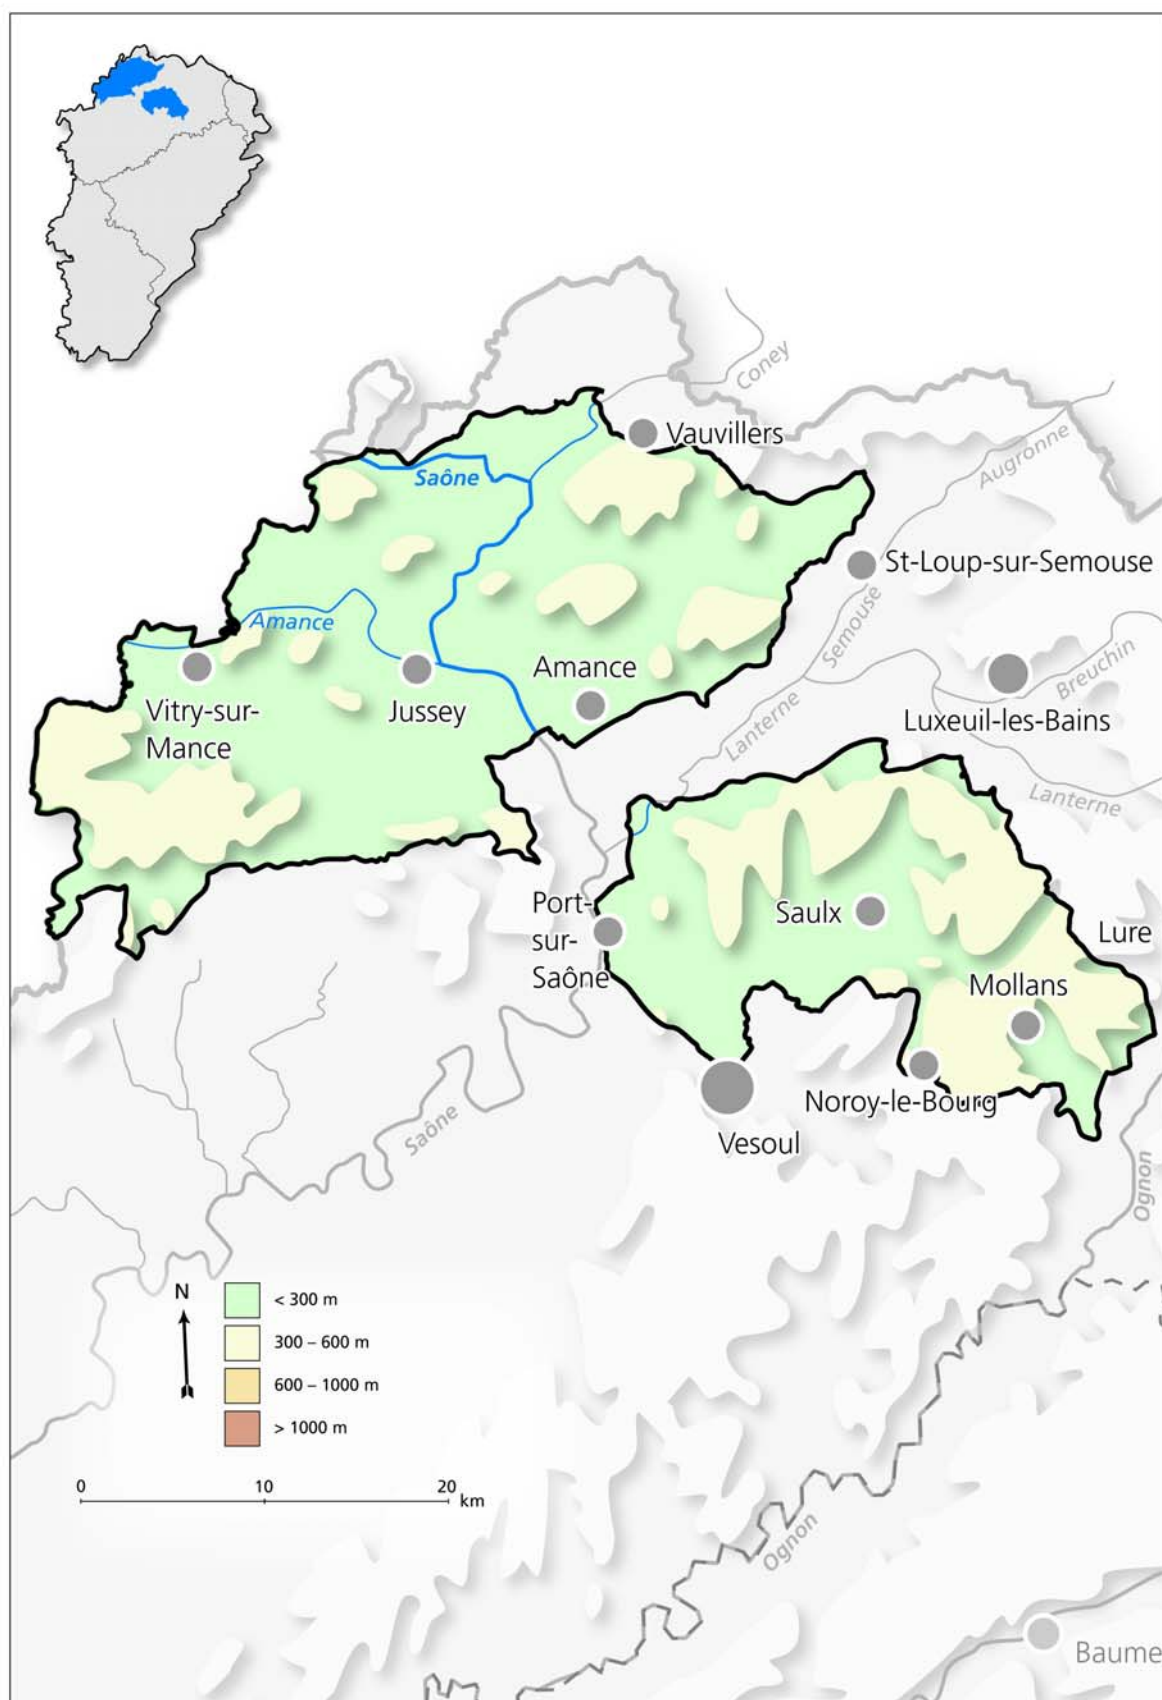 Coney
Vauvillers
Augronne
Saône
St-Loup-sur-Semouse
Semouse
Amance
Breuchin
Amance
Vitry-sur-
Mance
Jussey
Luxeuil-les-Bains
Lanterne
Lanterne
Port-
sur-
Saône
Saulx
Lure
Mollans
Noroy-le-Bourg
Vesoul
Saône
Ognon
N
< 300 m
300 – 600 m
600 – 1000 m
> 1000 m
0 10 20 km
Ognon
Baume